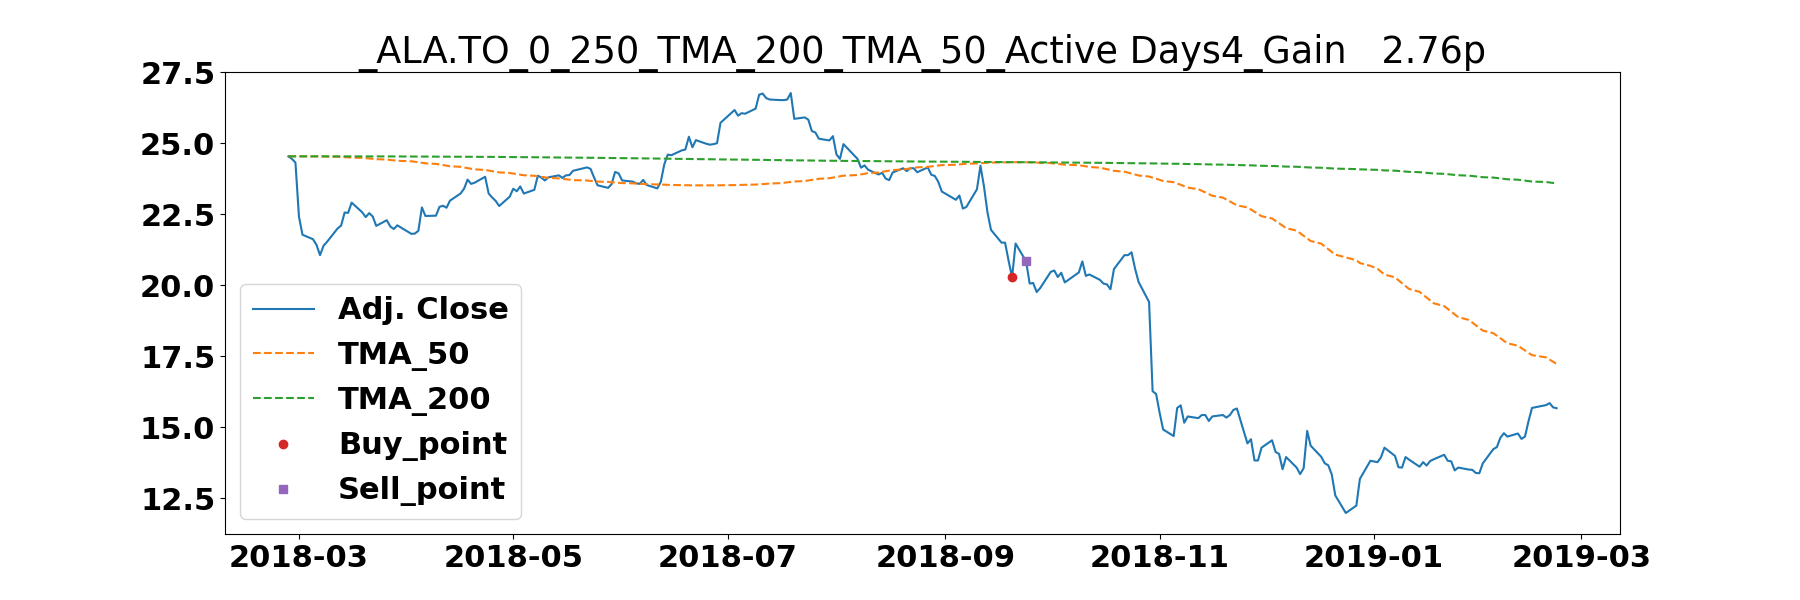 _ALA.TO_0_250_TMA_200_TMA_50_Active Days4_Gain   2.76p
27.5
25.0
22.5
20.0
17.5
15.0
12.5
Adj. Close
TMA_50
TMA_200
Buy_point
Sell_point
2018-03 2018-05 2018-07 2018-09 2018-11 2019-01 2019-03